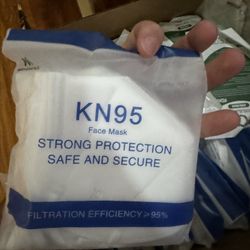 KN95
Face Mask
STRONG PROTECTION
SAFE AND SECURE
FILTRATION EFFICIENCY≥95%